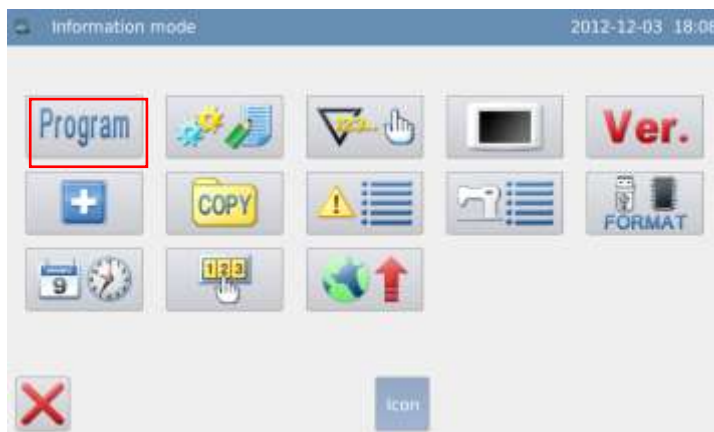 Information mode 2012-12-03 18:08
Program Ver.
COPY FORMAT
9 123
Icon